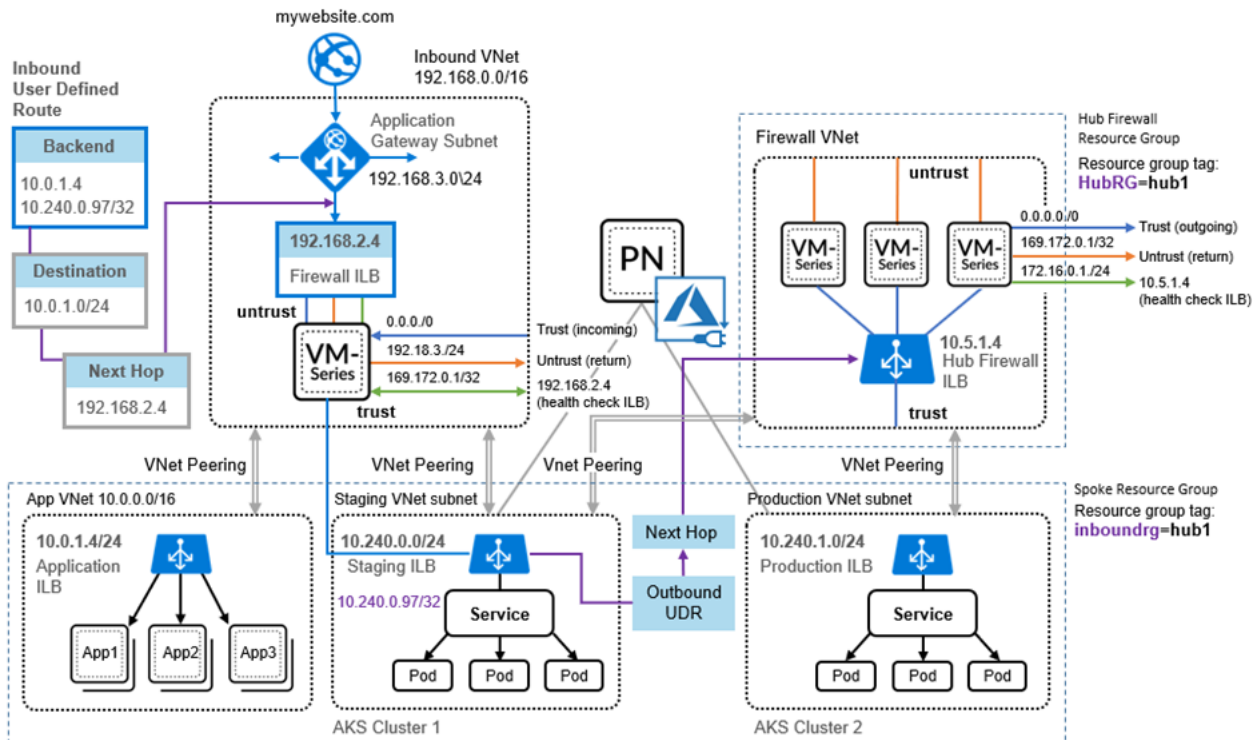 mywebsite.com
Inbound VNet
192.168.0.0/16
Inbound
User Defined
Route
Backend
10.0.1.4
10.240.0.97/32
Destination
10.0.1.0/24
Next Hop
192.168.2.4
Application
Gateway Subnet
192.168.3.0\24
192.168.2.4
Firewall ILB
untrust
VM-
Series
trust
0.0.0./0
Trust (incoming)
192.18.3./24
Untrust (return)
169.172.0.1/32
192.168.2.4
(health check ILB)
PN
Firewall VNet
Hub Firewall
Resource Group
Resource group tag:
HubRG=hub1
untrust
VM-
Series
VM-
Series
VM-
Series
0.0.0.0./0
Trust (outgoing)
169.172.0.1/32
Untrust (return)
172.16.0.1./24
10.5.1.4
(health check ILB)
10.5.1.4
Hub Firewall
ILB
trust
VNet Peering
VNet Peering
Vnet Peering
VNet Peering
App VNet 10.0.0.0/16
10.0.1.4/24
Application
ILB
App1
App2
App3
Staging VNet subnet
10.240.0.0/24
Staging ILB
10.240.0.97/32
Service
Pod
Pod
Pod
AKS Cluster 1
Next Hop
Outbound
UDR
Production VNet subnet
10.240.1.0/24
Production ILB
Service
Pod
Pod
Pod
AKS Cluster 2
Spoke Resource Group
Resource group tag:
inboundrg=hub1